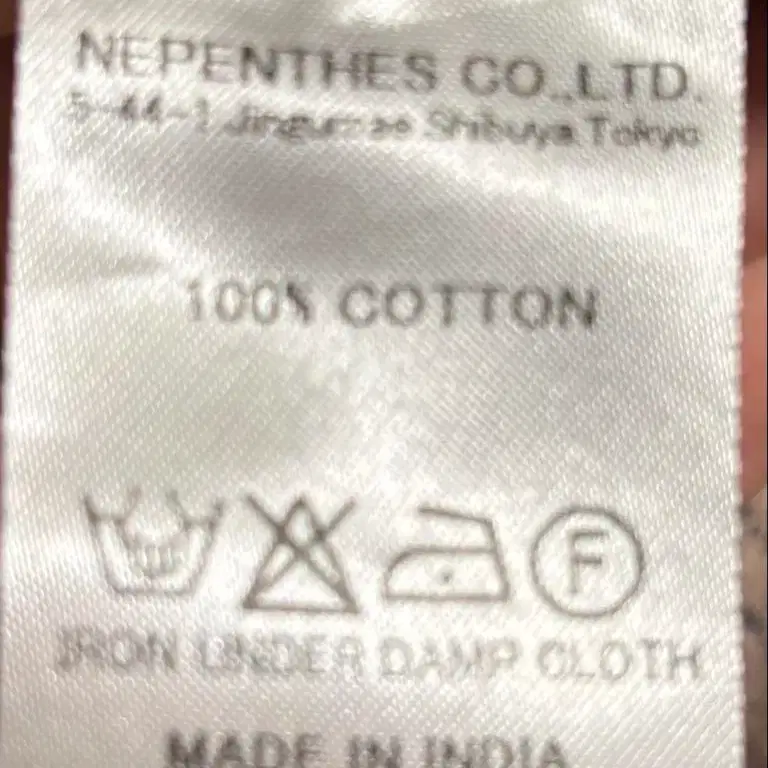 NEPENTHES CO.,LTD.
5-44-1 Jingumae Shibuya Tokyo
100% COTTON
F
IRON UNDER DAMP CLOTH
MADE IN INDIA